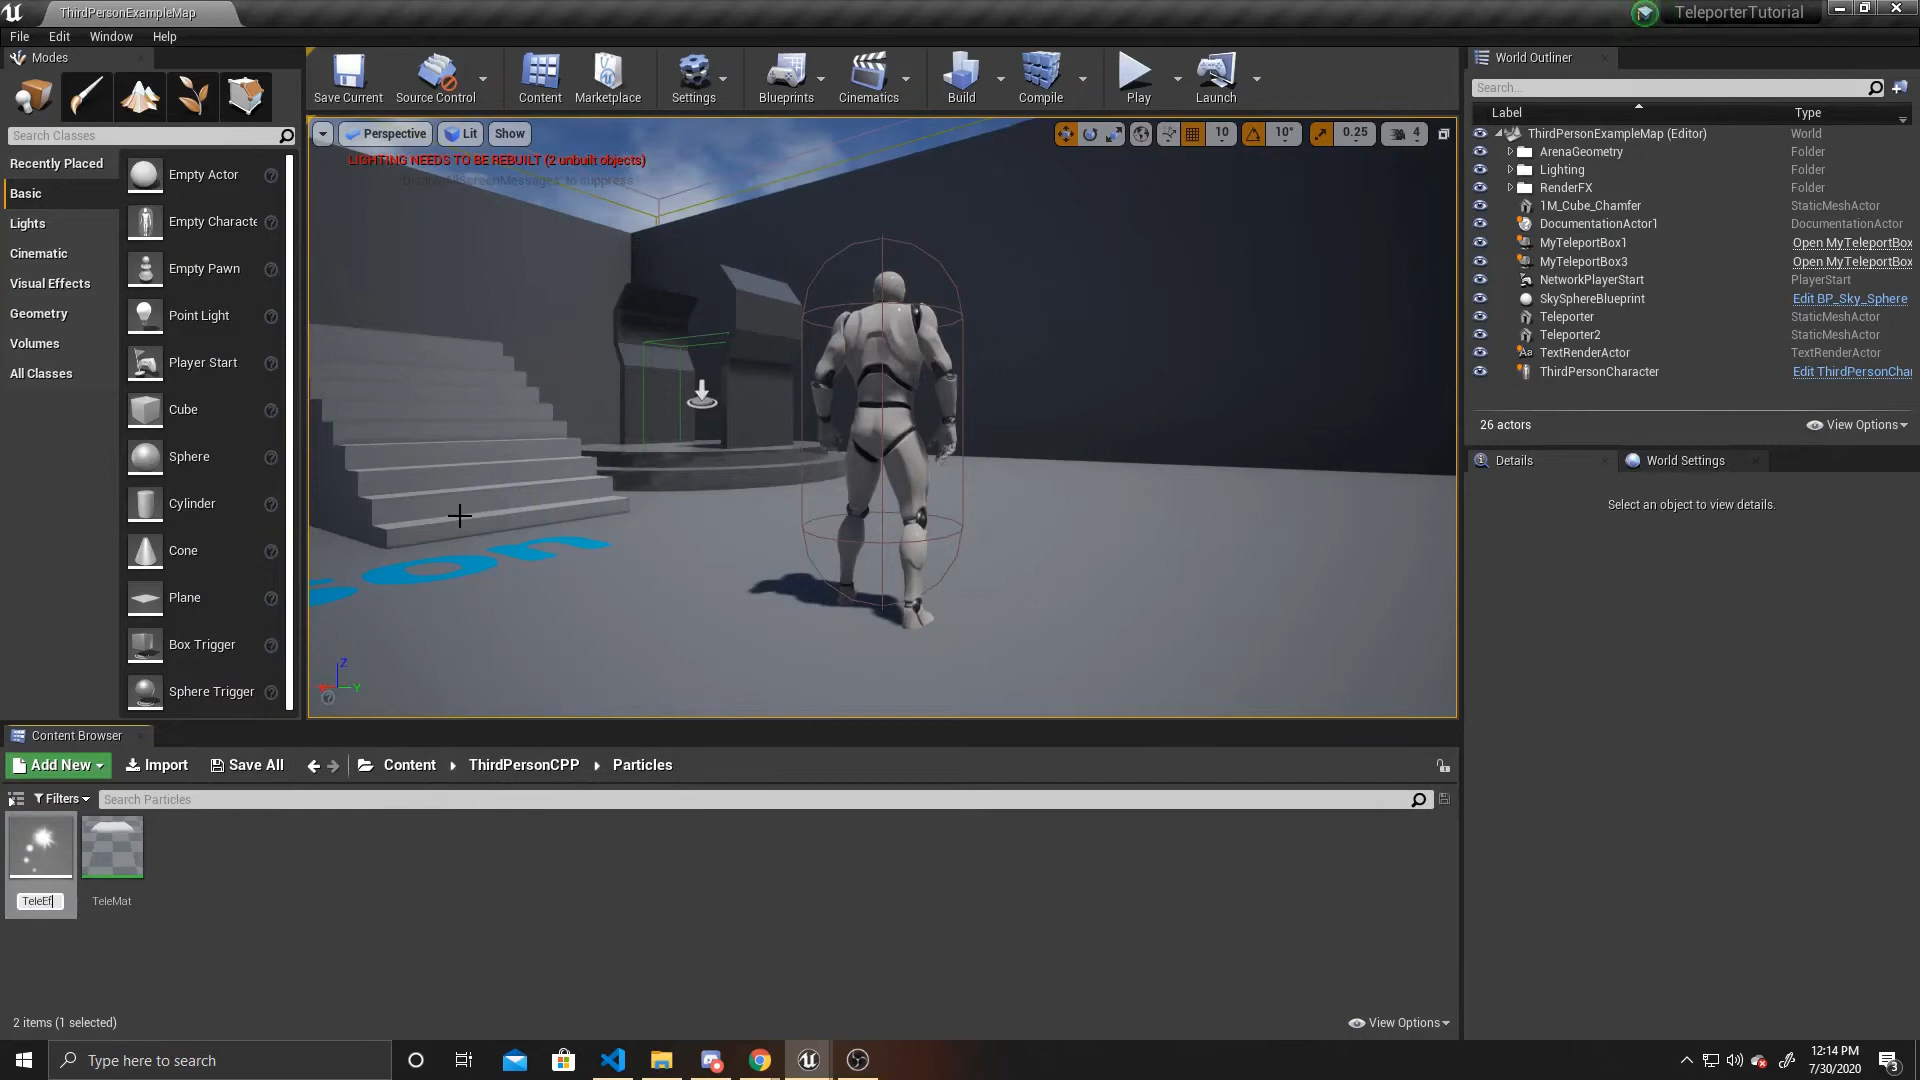 ThirdPersonExampleMap
TeleporterTutorial
File Edit Window Help
Modes
Search Classes
Recently Placed
Basic
Lights
Cinematic
Visual Effects
Geometry
Volumes
All Classes
Empty Actor
Empty Characte
Empty Pawn
Point Light
Player Start
Cube
Sphere
Cylinder
Cone
Plane
Box Trigger
Sphere Trigger
Save Current
Source Control
Content
Marketplace
Settings
Blueprints
Cinematics
Build
Compile
Play
Launch
Perspective Lit Show
10 10° 0.25 4
LIGHTING NEEDS TO BE REBUILT (2 unbuilt objects)
'DisableAllScreenMessages' to suppress
son
Z
X Y
World Outliner
Search...
Label Type
ThirdPersonExampleMap (Editor) World
ArenaGeometry Folder
Lighting Folder
RenderFX Folder
1M_Cube_Chamfer StaticMeshActor
DocumentationActor1 DocumentationActor
MyTeleportBox1 Open MyTeleportBox
MyTeleportBox3 Open MyTeleportBox
NetworkPlayerStart PlayerStart
SkySphereBlueprint Edit BP_Sky_Sphere
Teleporter StaticMeshActor
Teleporter2 StaticMeshActor
Aa TextRenderActor TextRenderActor
ThirdPersonCharacter Edit ThirdPersonChar
26 actors View Options
Details World Settings
Select an object to view details.
Content Browser
Add New Import Save All Content ThirdPersonCPP Particles
Filters Search Particles
TeleEf TeleMat
2 items (1 selected) View Options
Type here to search
12:14 PM
7/30/2020
3